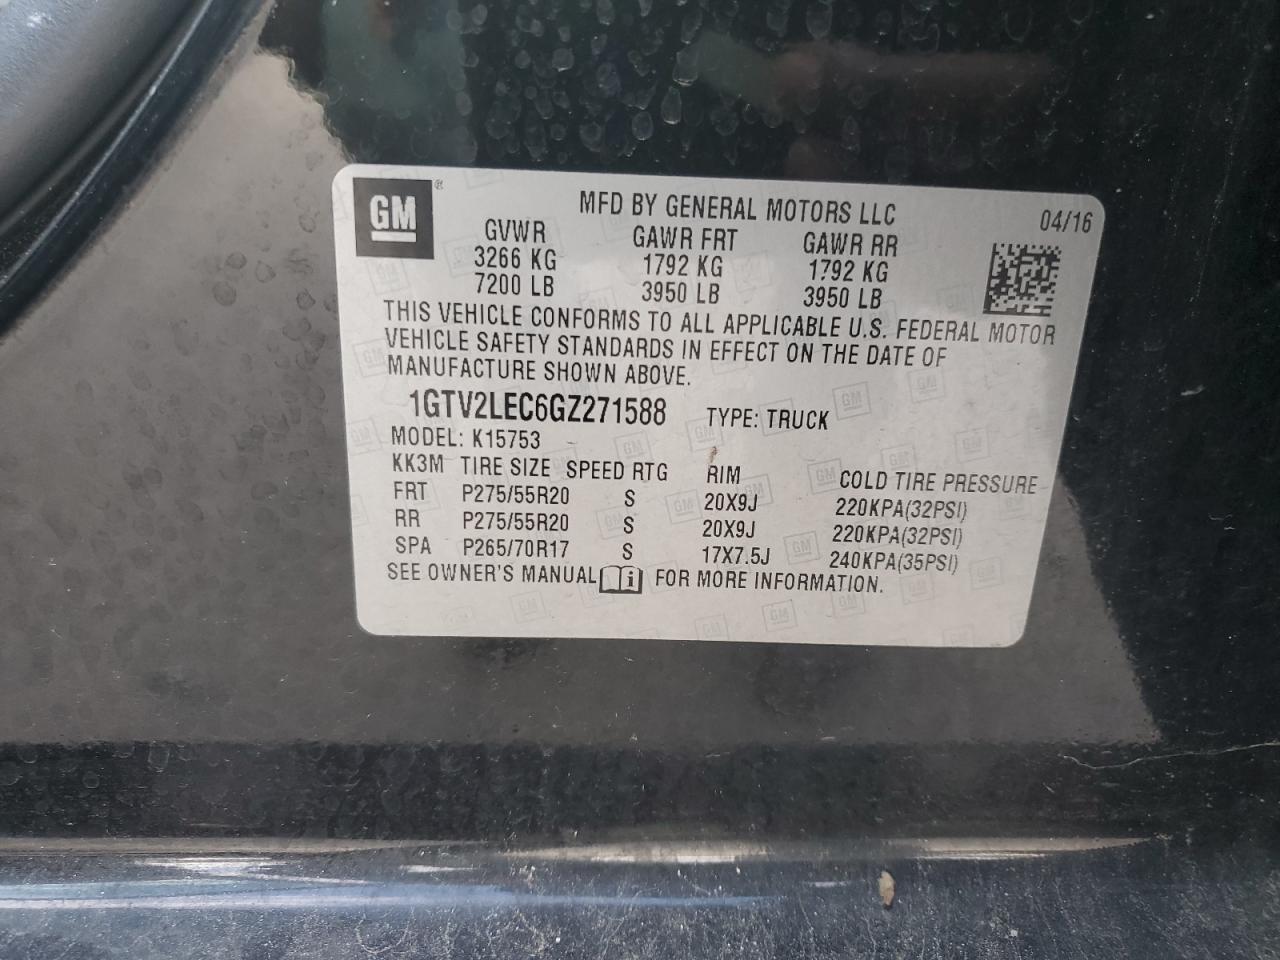 GM ®
MFD BY GENERAL MOTORS LLC 04/16
GVWR GAWR FRT GAWR RR
3266 KG 1792 KG 1792 KG
7200 LB 3950 LB 3950 LB
THIS VEHICLE CONFORMS TO ALL APPLICABLE U.S. FEDERAL MOTOR
VEHICLE SAFETY STANDARDS IN EFFECT ON THE DATE OF
MANUFACTURE SHOWN ABOVE.
1GTV2LEC6GZ271588 TYPE: TRUCK
MODEL: K15753
KK3M TIRE SIZE SPEED RTG RIM COLD TIRE PRESSURE
FRT P275/55R20 S 20X9J 220KPA(32PSI)
RR P275/55R20 S 20X9J 220KPA(32PSI)
SPA P265/70R17 S 17X7.5J 240KPA(35PSI)
SEE OWNER'S MANUAL i FOR MORE INFORMATION.